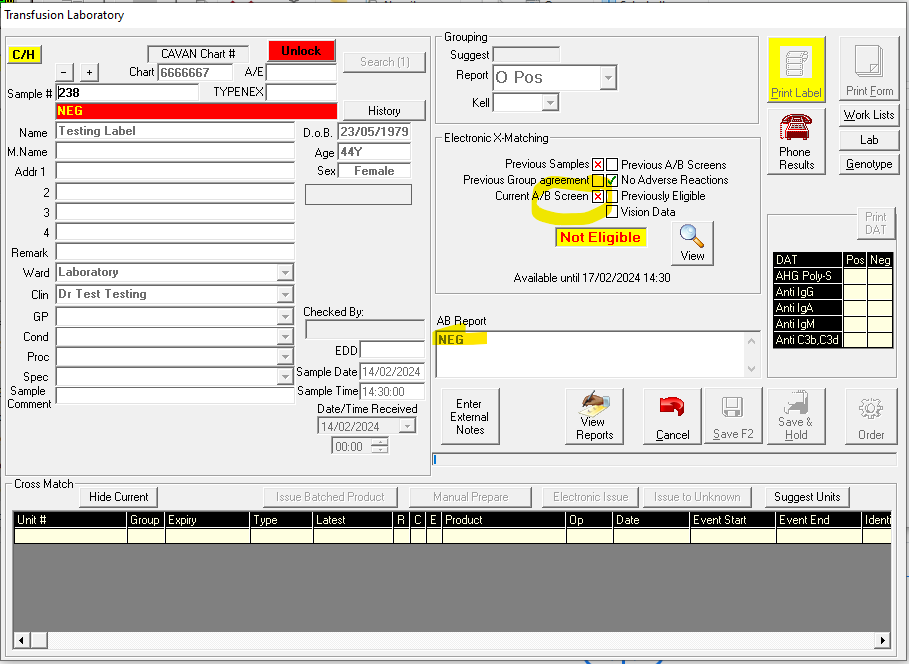 Transfusion Laboratory
C/H
CAVAN Chart #
Unlock
- +
Chart 6666667 A/E
Search (1)
Sample # 238 TYPENEX
NEG
History
Name Testing Label D.o.B. 23/05/1979
M.Name Age 44Y
Addr 1 Sex Female
2
3
4
Remark
Ward Laboratory
Clin Dr Test Testing
GP
Cond
Proc
Spec
Sample Comment
Checked By:
EDD
Sample Date 14/02/2024
Sample Time 14:30:00
Date/Time Received
14/02/2024
00:00
Grouping
Suggest
Report O Pos
Kell
Electronic X-Matching
Previous Samples Previous A/B Screens
Previous Group agreement No Adverse Reactions
Current A/B Screen Previously Eligible
Vision Data
Not Eligible
View
Available until 17/02/2024 14:30
AB Report
NEG
Print Label
Print Form
Phone Results
Work Lists
Lab
Genotype
Print DAT
DAT Pos Neg
AHG Poly-S
Anti IgG
Anti IgA
Anti IgM
Anti C3b,C3d
Enter External Notes
View Reports
Cancel
Save F2
Save & Hold
Order
Cross Match
Hide Current
Issue Batched Product
Manual Prepare
Electronic Issue
Issue to Unknown
Suggest Units
Unit # Group Expiry Type Latest R C E Product Op Date Event Start Event End Identi